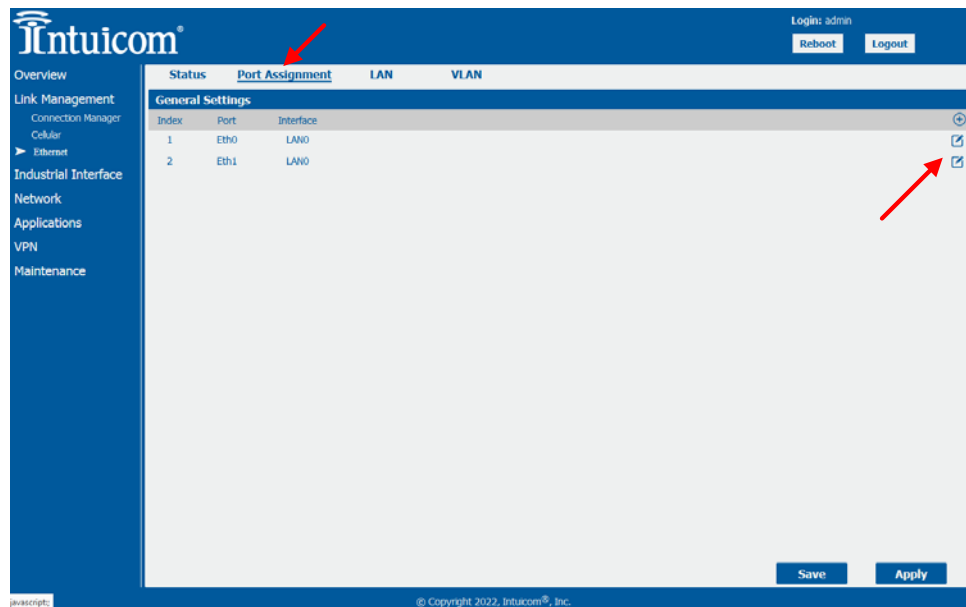 Intuicom®
Login: admin
Reboot Logout
Overview
Link Management
Connection Manager
Celular
Ethernet
Industrial Interface
Network
Applications
VPN
Maintenance
Status Port Assignment LAN VLAN
General Settings
Index Port Interface
1 Eth0 LAN0
2 Eth1 LAN0
Save Apply
javascript:;
© Copyright 2022, Intuicom®, Inc.